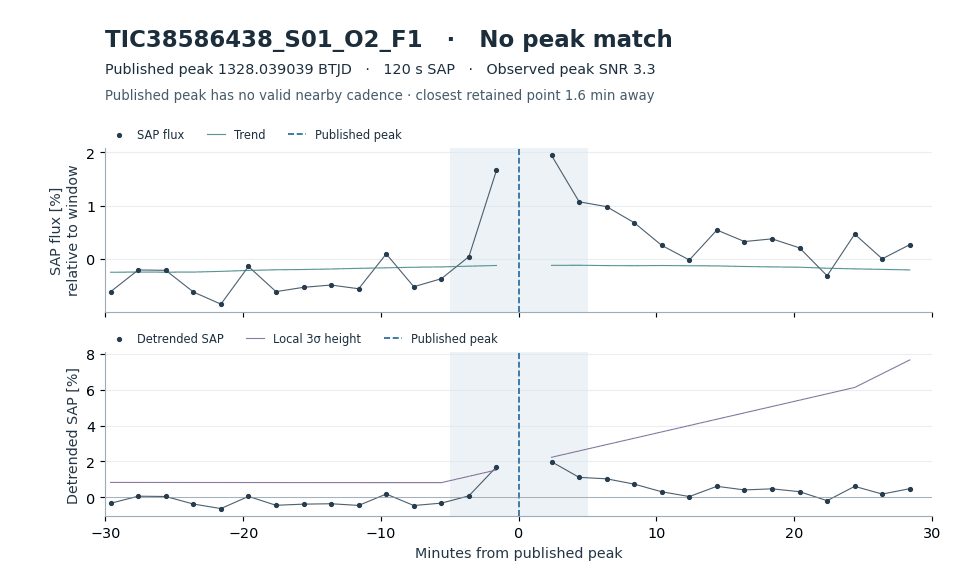 TIC38586438_S01_O2_F1 · No peak match
Published peak 1328.039039 BTJD · 120 s SAP · Observed peak SNR 3.3
Published peak has no valid nearby cadence · closest retained point 1.6 min away
SAP flux Trend Published peak
SAP flux [%]
relative to window
2
1
0
Detrended SAP Local 3σ height Published peak
Detrended SAP [%]
8
6
4
2
0
−30 −20 −10 0 10 20 30
Minutes from published peak